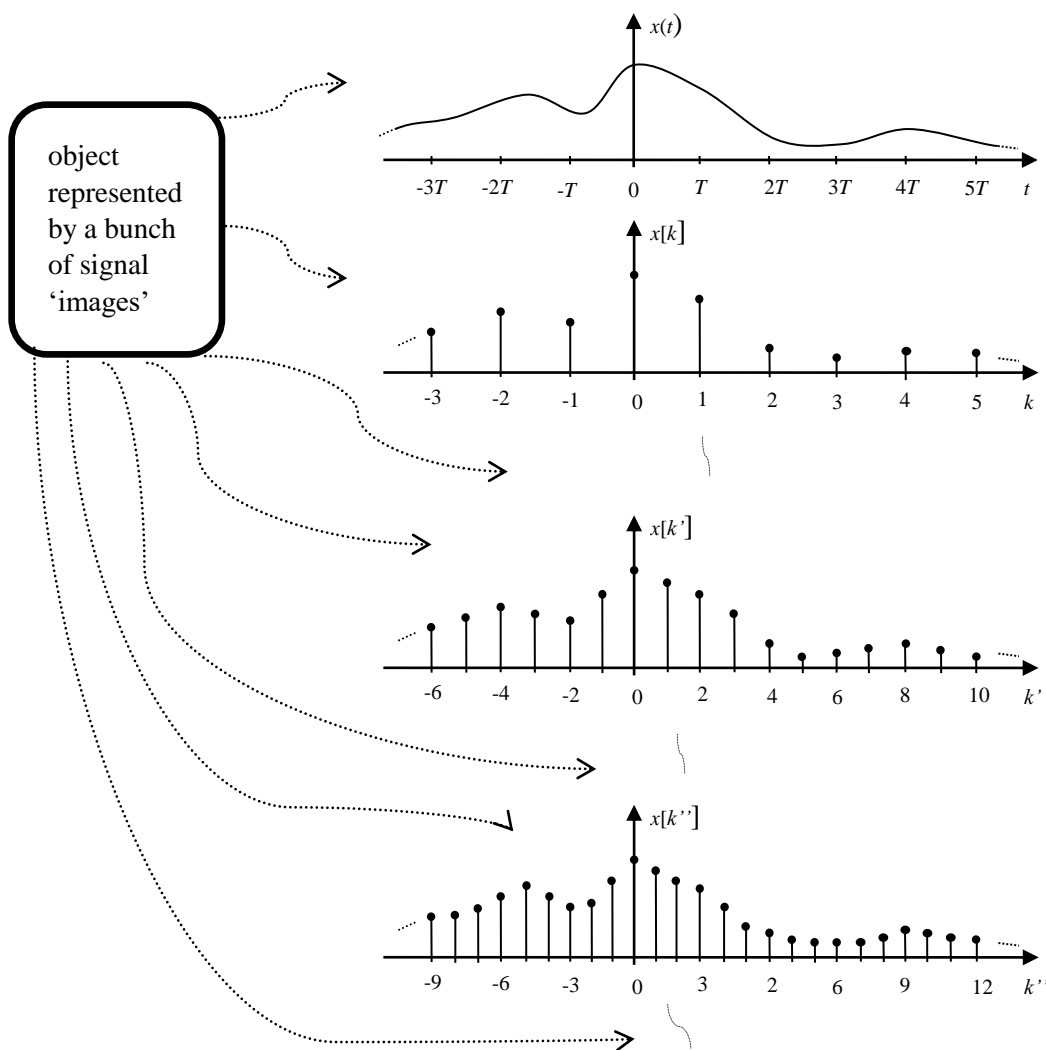 x(t)
object
represented
by a bunch
of signal
‘images’
-3T -2T -T 0 T 2T 3T 4T 5T t
x[k]
-3 -2 -1 0 1 2 3 4 5 k
x[k’]
-6 -4 -2 0 2 4 6 8 10 k’
x[k’’]
-9 -6 -3 0 3 2 6 9 12 k’’